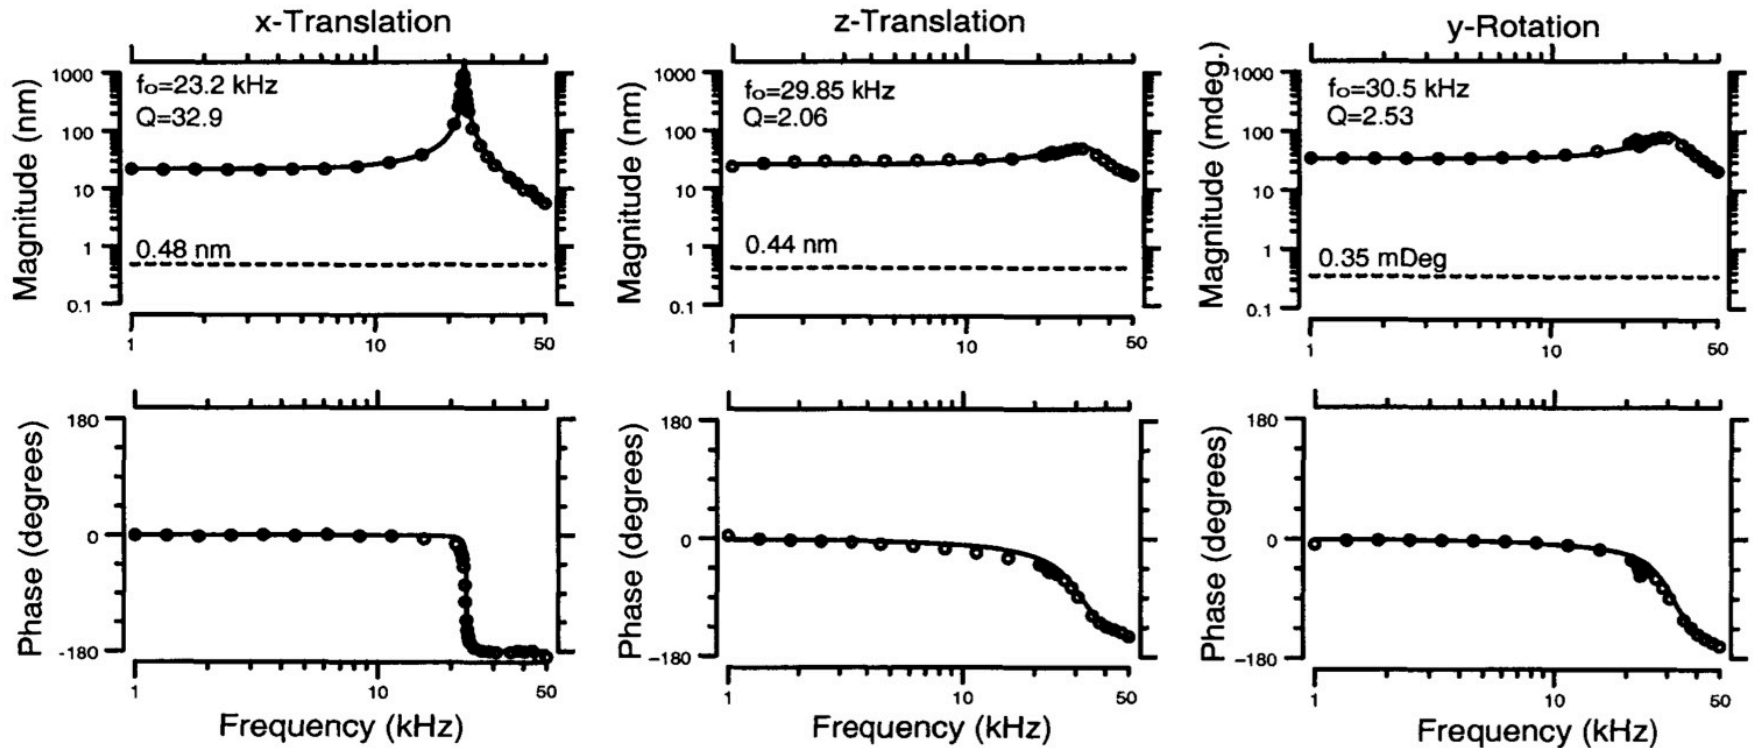 x-Translation
z-Translation
y-Rotation
Magnitude (nm)
1000
100
10
1
0.1
fo=23.2 kHz
Q=32.9
0.48 nm
1
10
50
Magnitude (nm)
1000
100
10
1
0.1
fo=29.85 kHz
Q=2.06
0.44 nm
1
10
50
Magnitude (mdeg.)
1000
100
10
1
0.1
fo=30.5 kHz
Q=2.53
0.35 mDeg
1
10
50
Phase (degrees)
180
0
-180
1
10
50
Frequency (kHz)
Phase (degrees)
180
0
-180
1
10
50
Frequency (kHz)
Phase (degrees)
180
0
-180
1
10
50
Frequency (kHz)